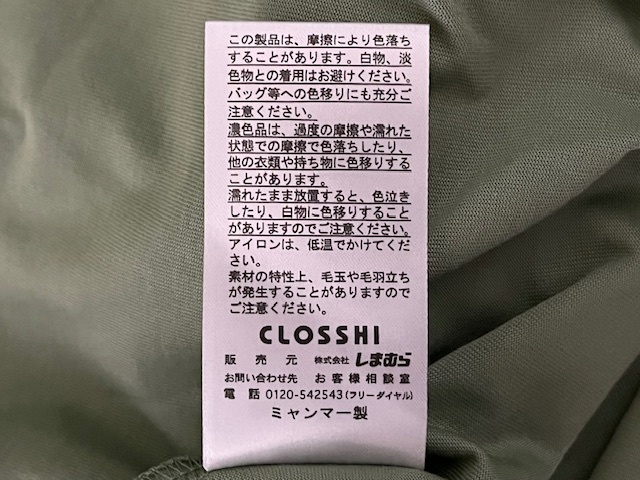 この製品は、摩擦により色落ち
することがあります。白物、淡
色物との着用はお避けください。
バッグ等への色移りにも充分ご
注意ください。
濃色品は、過度の摩擦や濡れた
状態での摩擦で色落ちしたり、
他の衣類や持ち物に色移りする
ことがあります。
濡れたまま放置すると、色泣き
したり、白物に色移りすること
がありますのでご注意ください。
アイロンは、低温でかけてくだ
さい。
素材の特性上、毛玉や毛羽立ち
が発生することがありますので
ご注意ください。
CLOSSHI
販売元 株式会社 しまむら
お問い合わせ先 お客様相談室
電話 0120-542543(フリーダイヤル)
ミャンマー製